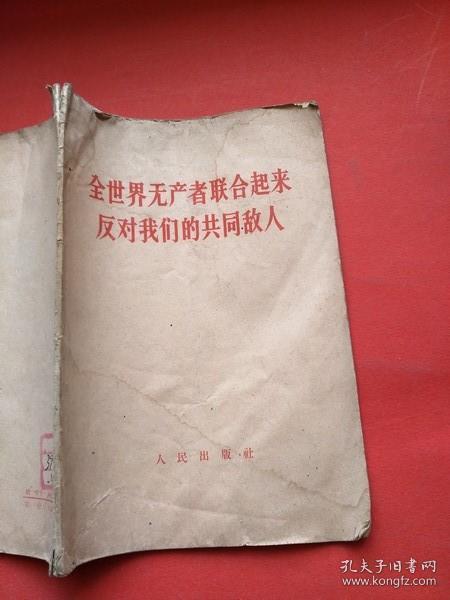 全世界无产者联合起来
反对我们的共同敌人
人民出版社
孔夫子旧书网
www.kongfz.com